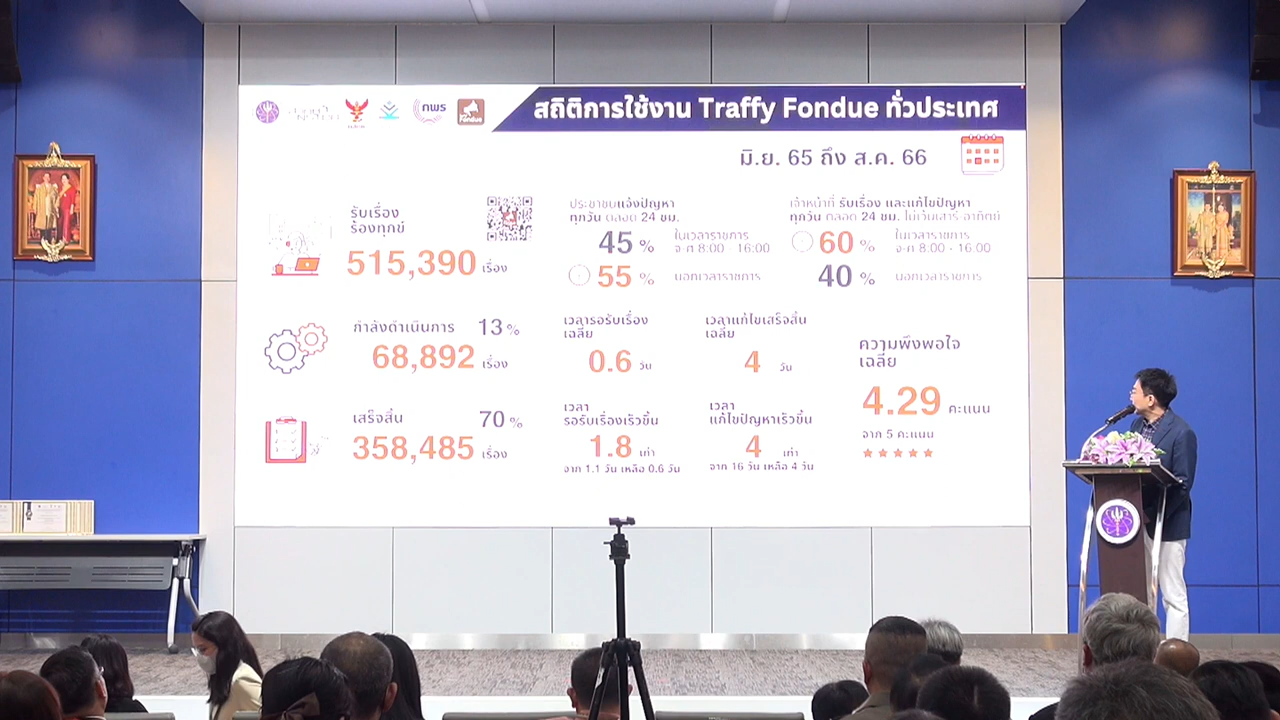 สถิติการใช้งาน Traffy Fondue ทั่วประเทศ
กพร
Fondue
มิ.ย. 65 ถึง ส.ค. 66
รับเรื่อง
ร้องทุกข์
515,390 เรื่อง
ประชาชนแจ้งปัญหา
ทุกวัน ตลอด 24 ชม.
45 % ในเวลาราชการ
จ-ศ 8:00 - 16:00
55 % นอกเวลาราชการ
เจ้าหน้าที่ รับเรื่อง และแก้ไขปัญหา
ทุกวัน ตลอด 24 ชม. ไม่เว้นเสาร์-อาทิตย์
60 % ในเวลาราชการ
จ-ศ 8.00 - 16.00
40 % นอกเวลาราชการ
กำลังดำเนินการ 13 %
68,892 เรื่อง
เวลารอรับเรื่อง
เฉลี่ย
0.6 วัน
เวลาแก้ไขเสร็จสิ้น
เฉลี่ย
4 วัน
ความพึงพอใจ
เฉลี่ย
4.29 คะแนน
จาก 5 คะแนน
เสร็จสิ้น 70 %
358,485 เรื่อง
เวลา
รอรับเรื่องเร็วขึ้น
1.8 เท่า
จาก 1.1 วัน เหลือ 0.6 วัน
เวลา
แก้ไขปัญหาเร็วขึ้น
4 เท่า
จาก 16 วัน เหลือ 4 วัน